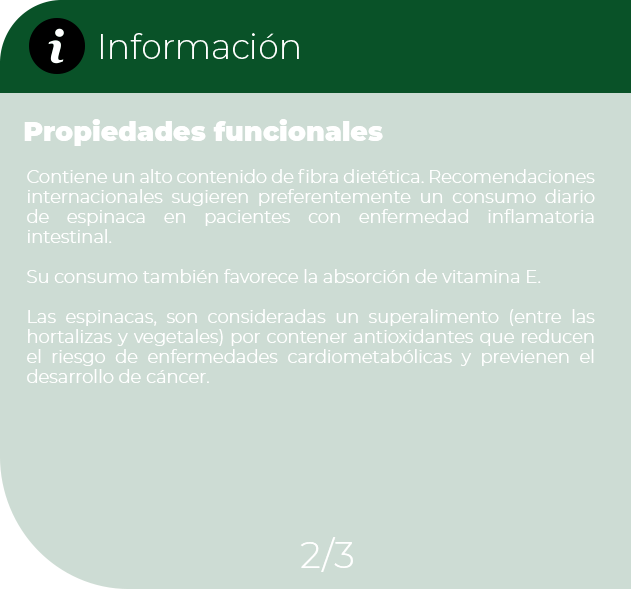 i Información
Propiedades funcionales
Contiene un alto contenido de fibra dietética. Recomendaciones
internacionales sugieren preferentemente un consumo diario
de espinaca en pacientes con enfermedad inflamatoria
intestinal.
Su consumo también favorece la absorción de vitamina E.
Las espinacas, son consideradas un superalimento (entre las
hortalizas y vegetales) por contener antioxidantes que reducen
el riesgo de enfermedades cardiometabólicas y previenen el
desarrollo de cáncer.
2/3